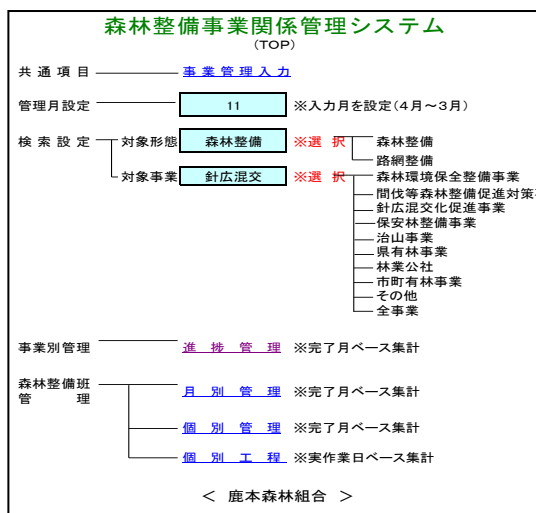 森林整備事業関係管理システム
(TOP)
共通項目 事業管理入力
管理月設定 11 ※入力月を設定(4月～3月)
検索設定 対象形態 森林整備 ※選択 森林整備
路網整備
対象事業 針広混交 ※選択 森林環境保全整備事業
間伐等森林整備促進対策
針広混交化促進事業
保安林整備事業
治山事業
県有林事業
林業公社
市町有林事業
その他
全事業
事業別管理 進捗管理 ※完了月ベース集計
森林整備班
管理 月別管理 ※完了月ベース集計
個別管理 ※完了月ベース集計
個別工程 ※実作業日ベース集計
＜ 鹿本森林組合 ＞